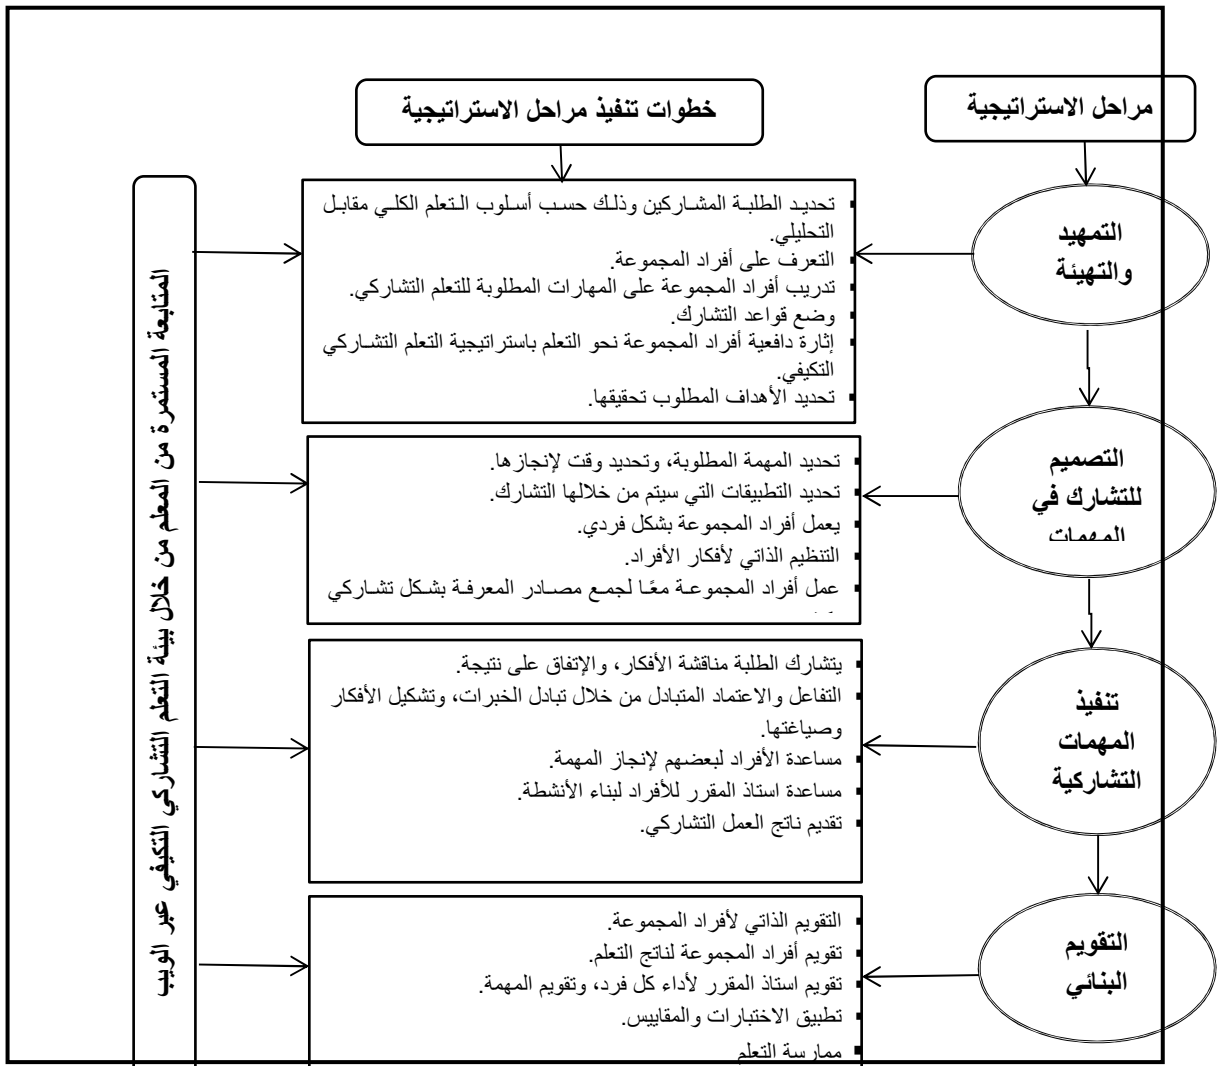 مراحل الاستراتيجية
خطوات تنفيذ مراحل الاستراتيجية
التمهيد
والتهيئة
تحديد الطلبة المشاركين وذلك حسب أسلوب التعلم الكلي مقابل
التحليلي.
التعرف على أفراد المجموعة.
تدريب أفراد المجموعة على المهارات المطلوبة للتعلم التشاركي.
وضع قواعد التشارك.
إثارة دافعية أفراد المجموعة نحو التعلم باستراتيجية التعلم التشاركي
التكيفي.
تحديد الأهداف المطلوب تحقيقها.
التصميم
للتشارك في
المهمات
تحديد المهمة المطلوبة، وتحديد وقت لإنجازها.
تحديد التطبيقات التي سيتم من خلالها التشارك.
يعمل أفراد المجموعة بشكل فردي.
التنظيم الذاتي لأفكار الأفراد.
عمل أفراد المجموعة معًا لجمع مصادر المعرفة بشكل تشاركي
تنفيذ
المهمات
التشاركية
يتشارك الطلبة مناقشة الأفكار، والإتفاق على نتيجة.
التفاعل والاعتماد المتبادل من خلال تبادل الخبرات، وتشكيل الأفكار
وصياغتها.
مساعدة الأفراد لبعضهم لإنجاز المهمة.
مساعدة استاذ المقرر للأفراد لبناء الأنشطة.
تقديم ناتج العمل التشاركي.
التقويم
البنائي
التقويم الذاتي لأفراد المجموعة.
تقويم أفراد المجموعة لناتج التعلم.
تقويم استاذ المقرر لأداء كل فرد، وتقويم المهمة.
تطبيق الاختبارات والمقاييس.
ممارسة التعلم
المتابعة المستمرة من المعلم من خلال بيئة التعلم التشاركي التكيفي عبر الويب